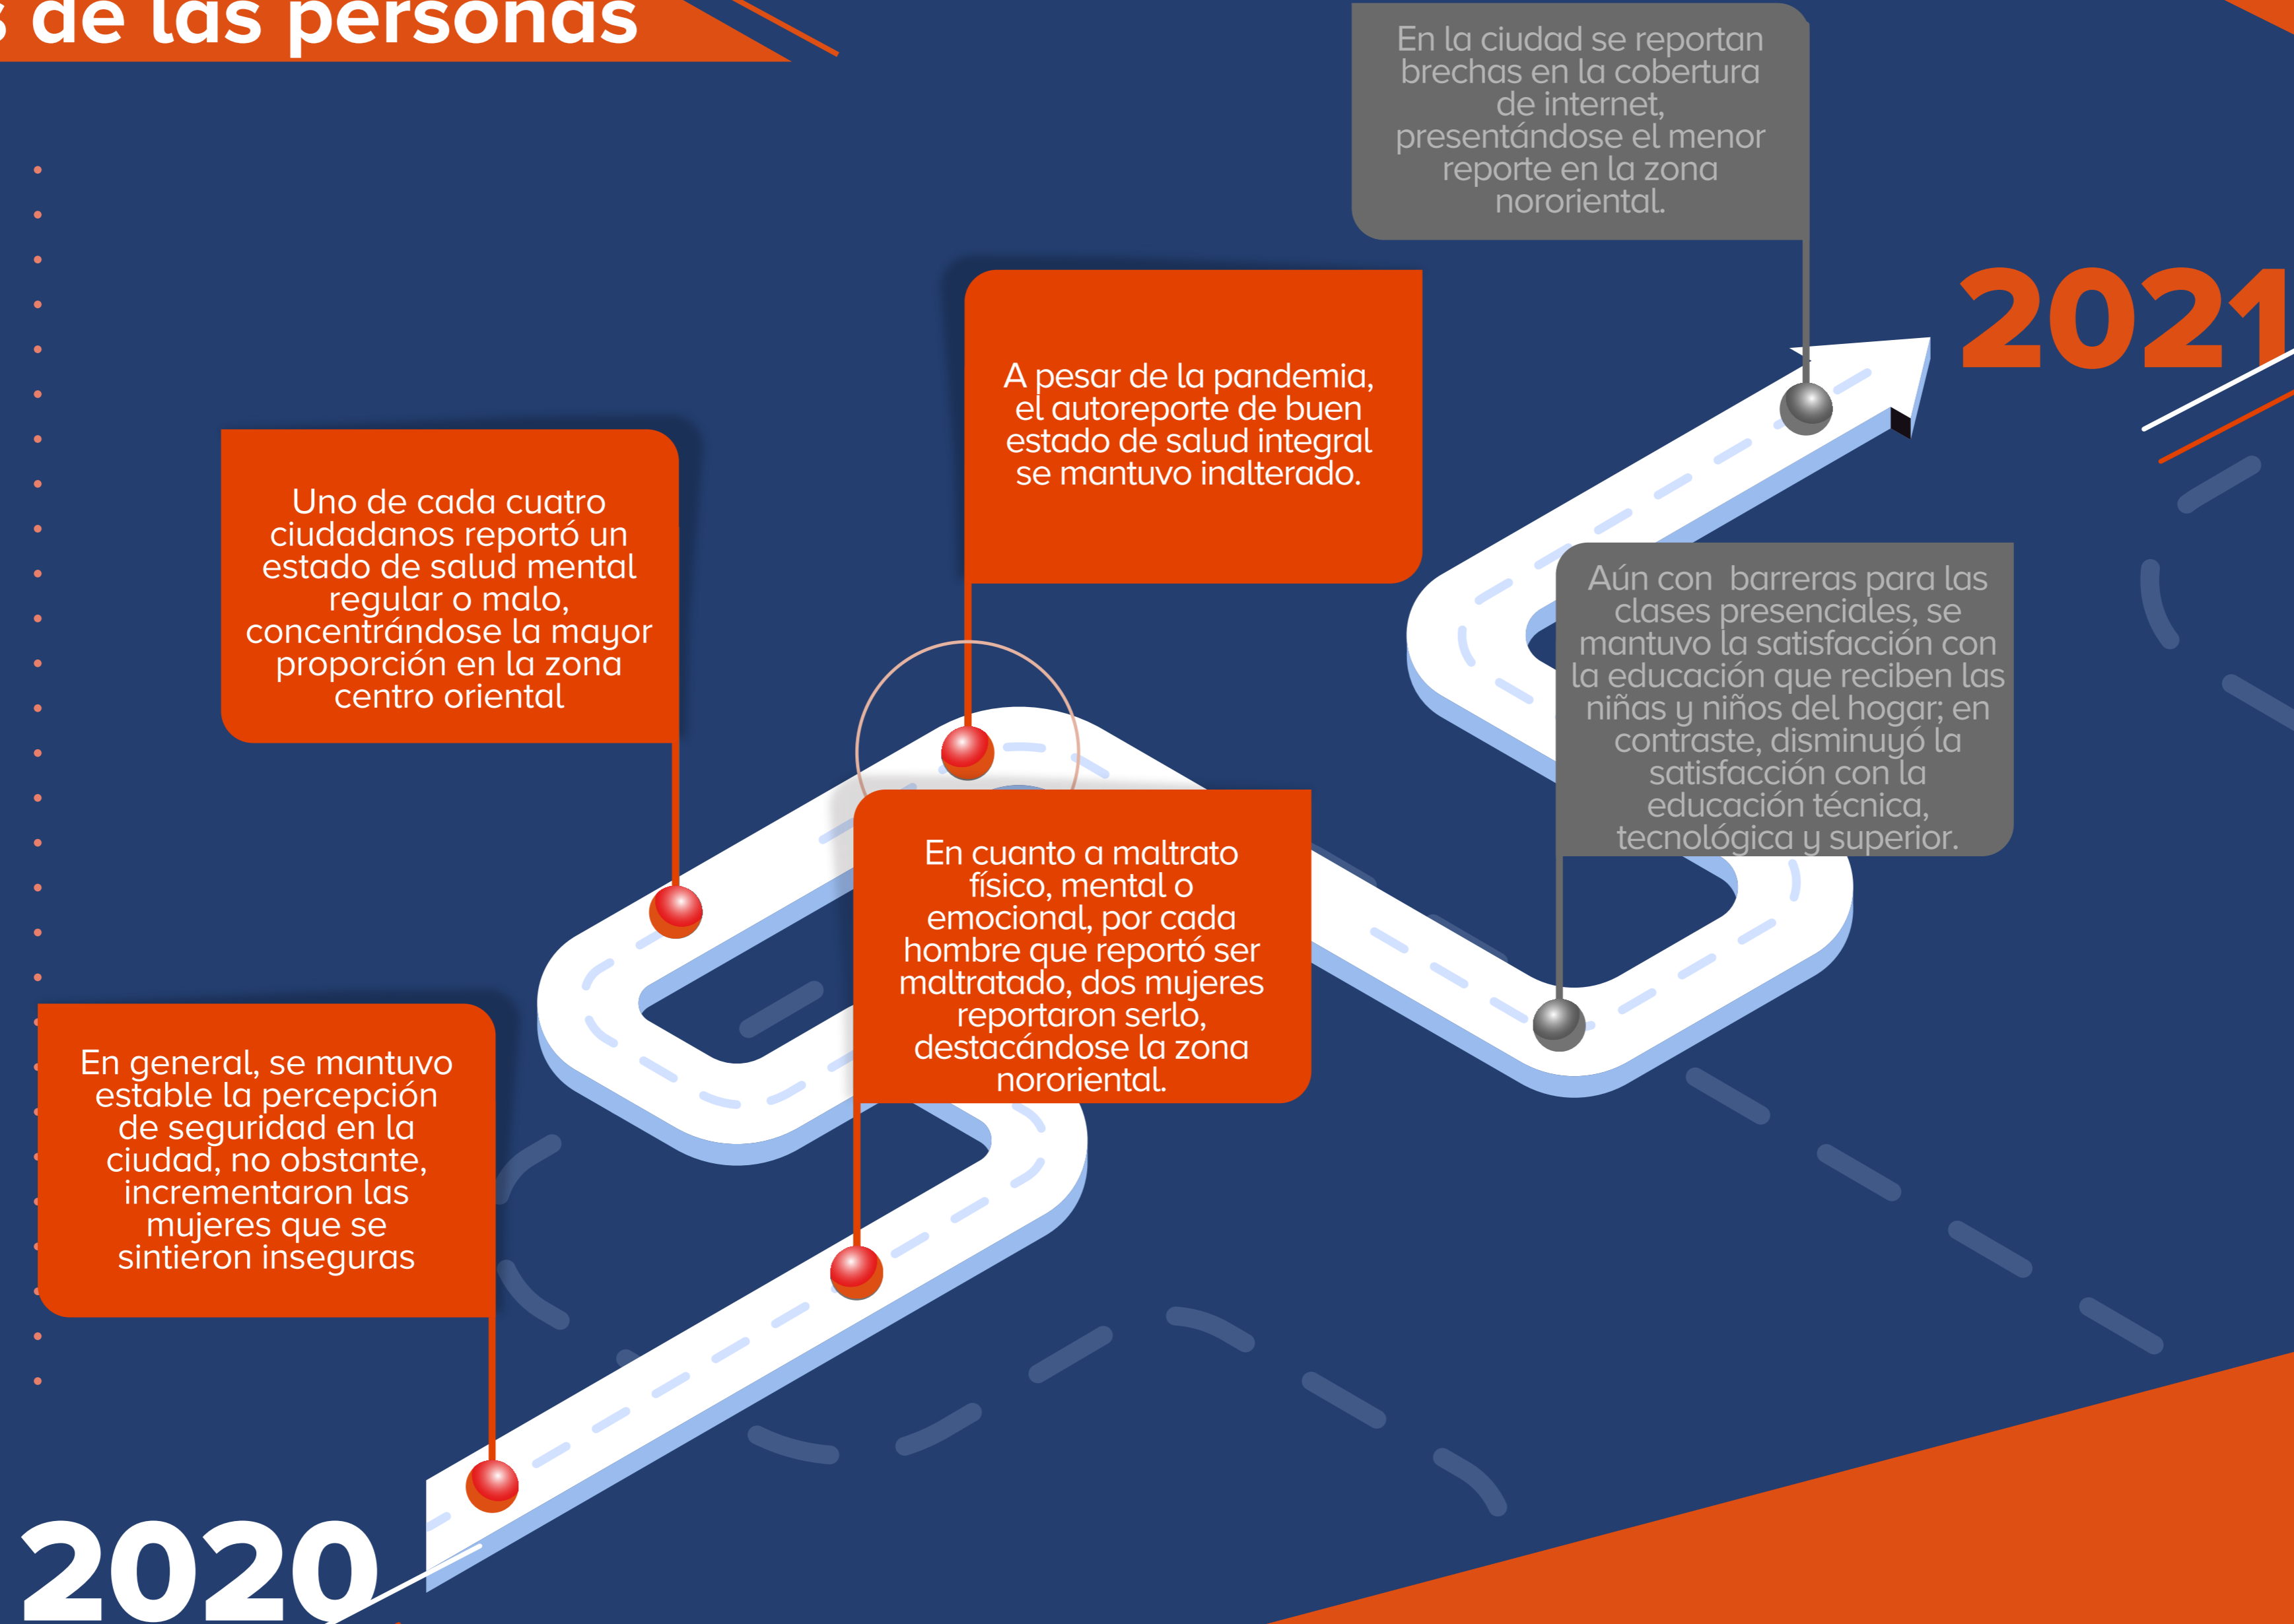 s de las personas
En la ciudad se reportan
brechas en la cobertura
de internet,
presentándose el menor
reporte en la zona
nororiental.
2021
A pesar de la pandemia,
el autoreporte de buen
estado de salud integral
se mantuvo inalterado.
Uno de cada cuatro
ciudadanos reportó un
estado de salud mental
regular o malo,
concentrándose la mayor
proporción en la zona
centro oriental
Aún con  barreras para las
clases presenciales, se
mantuvo la satisfacción con
la educación que reciben las
niñas y niños del hogar; en
contraste, disminuyó la
satisfacción con la
educación técnica,
tecnológica y superior.
En cuanto a maltrato
físico, mental o
emocional, por cada
hombre que reportó ser
maltratado, dos mujeres
reportaron serlo,
destacándose la zona
nororiental.
En general, se mantuvo
estable la percepción
de seguridad en la
ciudad, no obstante,
incrementaron las
mujeres que se
sintieron inseguras
2020